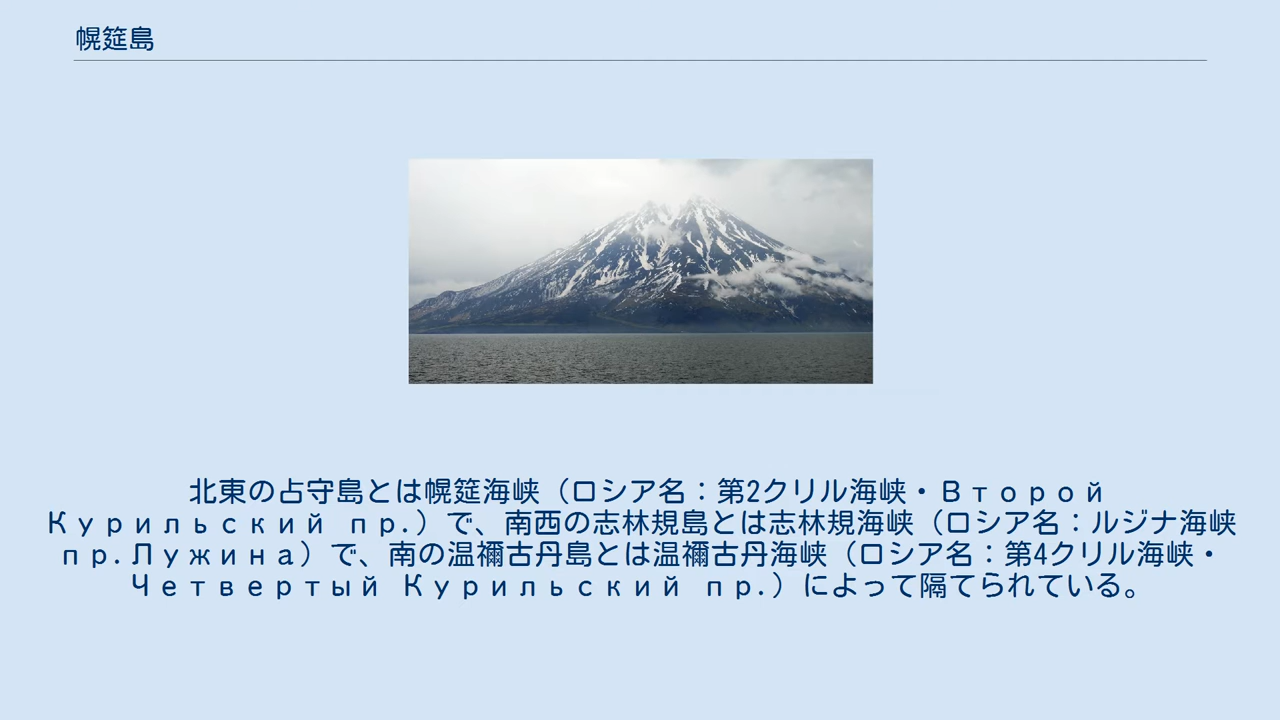 幌筵島
北東の占守島とは幌筵海峡（ロシア名：第2クリル海峡・Второй
Курильский пр.）で、南西の志林規島とは志林規海峡（ロシア名：ルジナ海峡
пр.Лужина）で、南の温禰古丹島とは温禰古丹海峡（ロシア名：第4クリル海峡・
Четвертый Курильский пр.）によって隔てられている。